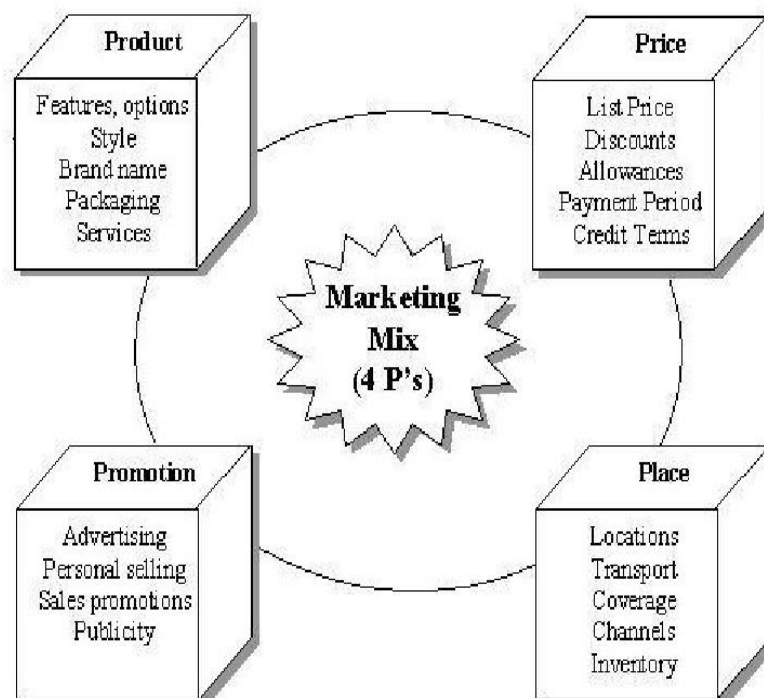 Product
Features, options
Style
Brand name
Packaging
Services
Price
List Price
Discounts
Allowances
Payment Period
Credit Terms
Marketing
Mix
(4 P's)
Promotion
Advertising
Personal selling
Sales promotions
Publicity
Place
Locations
Transport
Coverage
Channels
Inventory